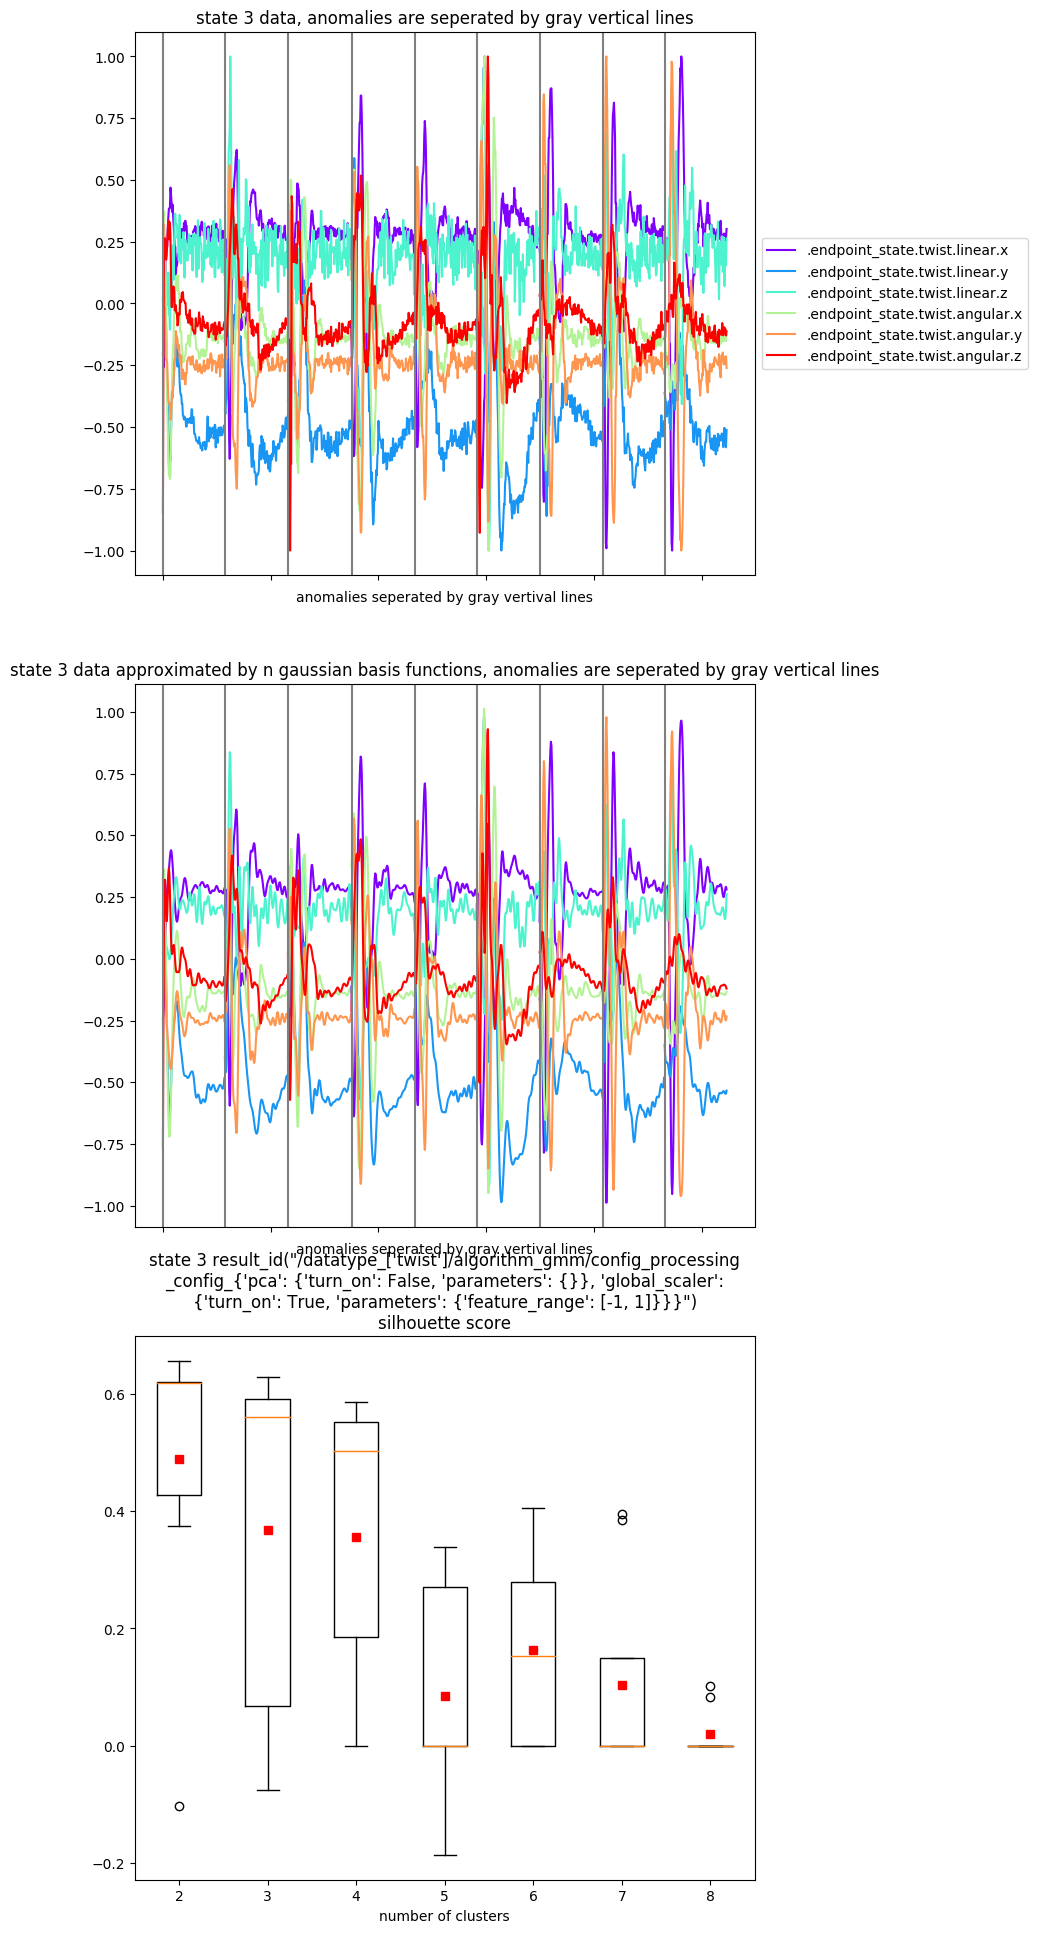 state 3 data, anomalies are seperated by gray vertical lines
1.00
0.75
0.50
0.25
0.00
−0.25
−0.50
−0.75
−1.00
.endpoint_state.twist.linear.x
.endpoint_state.twist.linear.y
.endpoint_state.twist.linear.z
.endpoint_state.twist.angular.x
.endpoint_state.twist.angular.y
.endpoint_state.twist.angular.z
anomalies seperated by gray vertival lines
state 3 data approximated by n gaussian basis functions, anomalies are seperated by gray vertical lines
1.00
0.75
0.50
0.25
0.00
−0.25
−0.50
−0.75
−1.00
anomalies seperated by gray vertival lines
state 3 result_id("/datatype_['twist']/algorithm_gmm/config_processing
_config_{'pca': {'turn_on': False, 'parameters': {}}, 'global_scaler':
{'turn_on': True, 'parameters': {'feature_range': [-1, 1]}}}")
silhouette score
0.6
0.4
0.2
0.0
−0.2
2 3 4 5 6 7 8
number of clusters